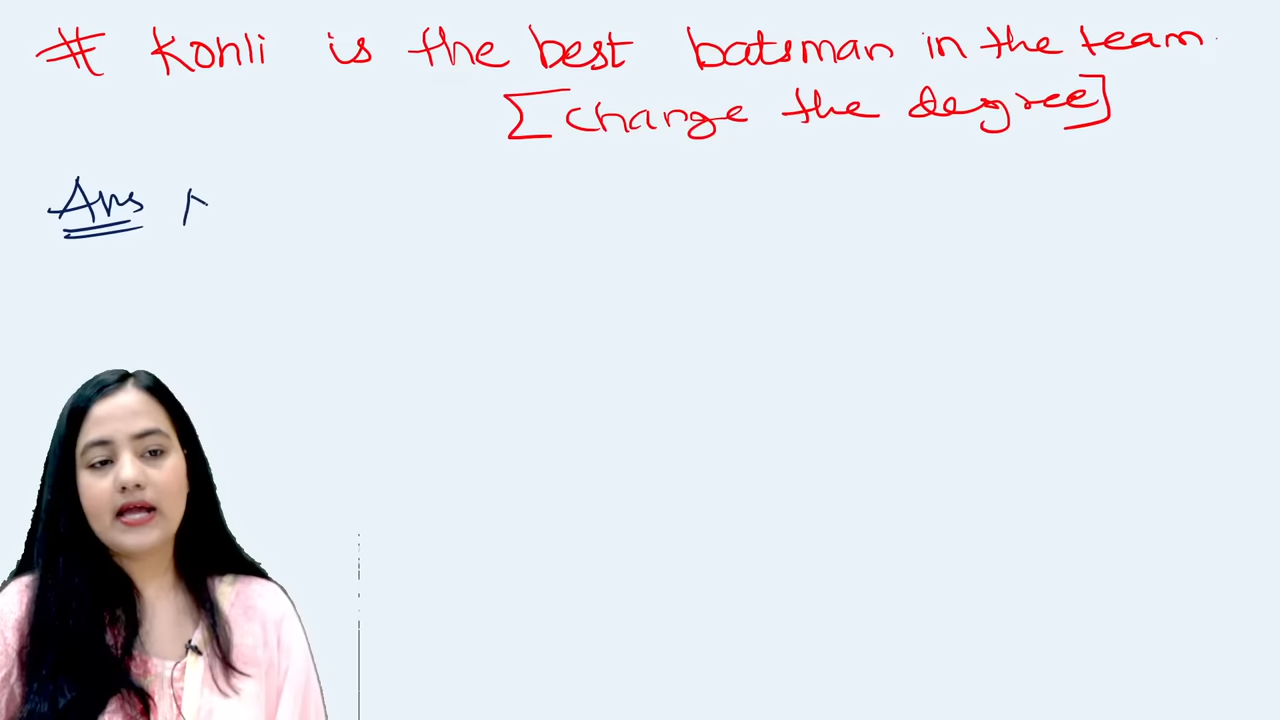 # Kohli is the best batsman in the team
[Change the degree]
Ans